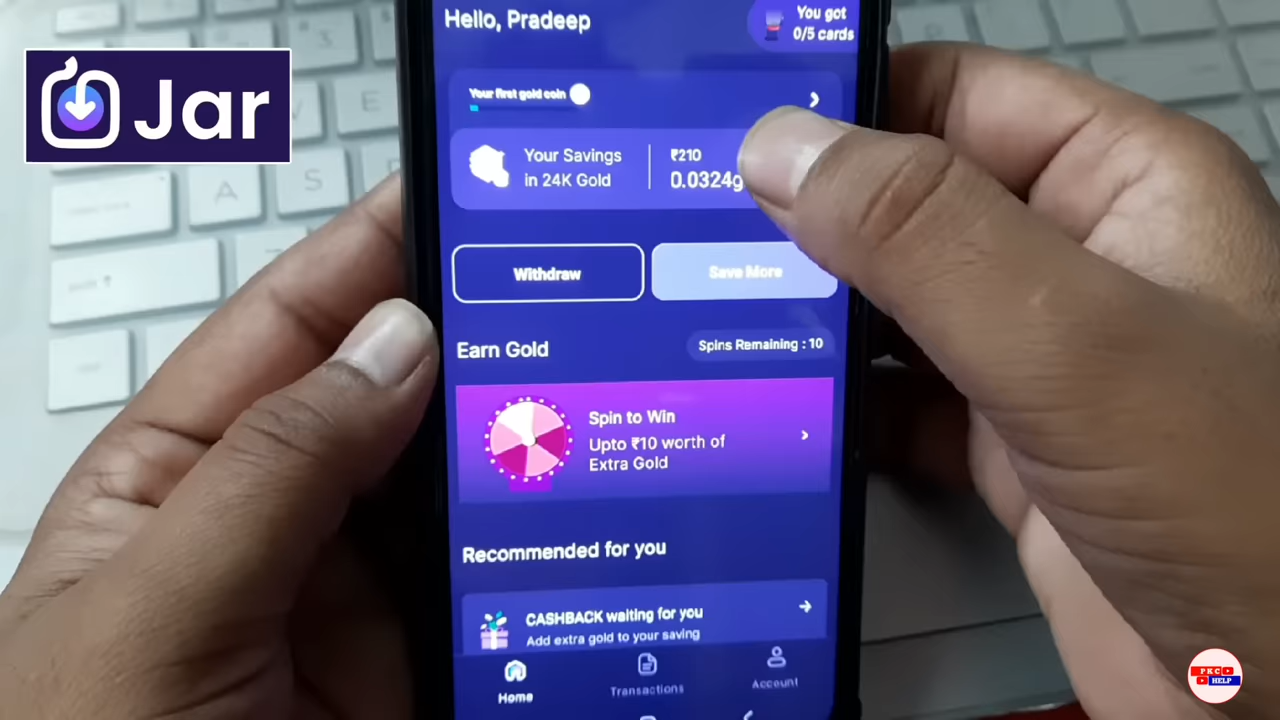 Hello, Pradeep
You got
0/5 cards
Jar
Your first gold coin
Your Savings
in 24K Gold
₹210
0.0324g
Withdraw
Save More
Earn Gold
Spins Remaining : 10
Spin to Win
Upto ₹10 worth of
Extra Gold
Recommended for you
CASHBACK waiting for you
Add extra gold to your saving
Home
Transactions
Account
A
S
PKC
HELP